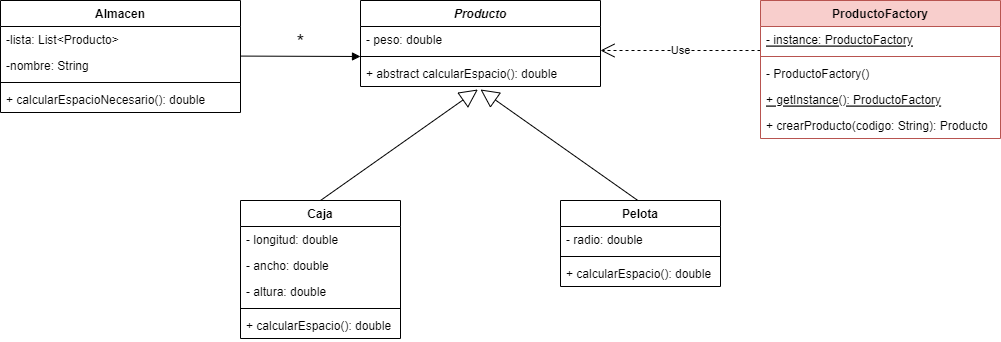 Almacen
-lista: List<Producto>
-nombre: String
+ calcularEspacioNecesario(): double
*
Producto
- peso: double
+ abstract calcularEspacio(): double
Use
ProductoFactory
- instance: ProductoFactory
- ProductoFactory()
+ getInstance(): ProductoFactory
+ crearProducto(codigo: String): Producto
Caja
- longitud: double
- ancho: double
- altura: double
+ calcularEspacio(): double
Pelota
- radio: double
+ calcularEspacio(): double